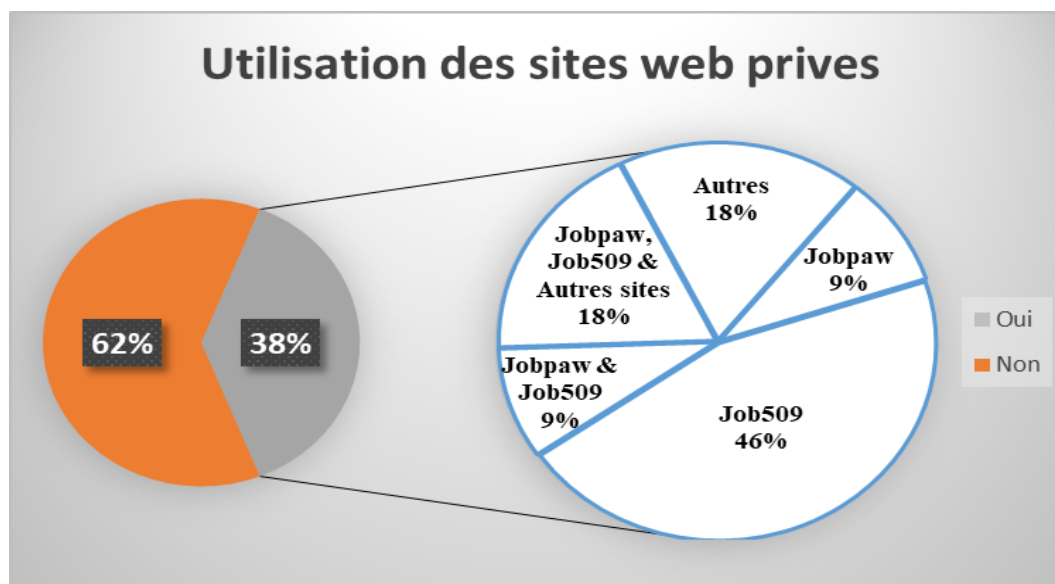 Utilisation des sites web prives
62%
38%
Autres
18%
Jobpaw
9%
Jobpaw,
Job509 &
Autres sites
18%
Jobpaw &
Job509
9%
Job509
46%
Oui
Non